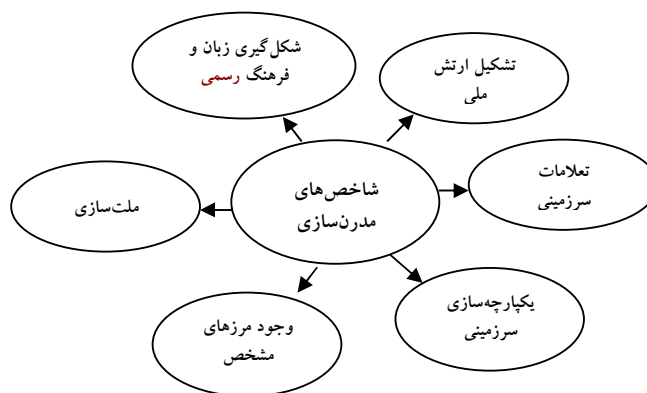 شکل‌گیری زبان و
فرهنگ رسمی
تشکیل ارتش
ملی
شاخص‌های
مدرن‌سازی
تعلامات
سرزمینی
ملت‌سازی
یکپارچه‌سازی
سرزمینی
وجود مرزهای
مشخص